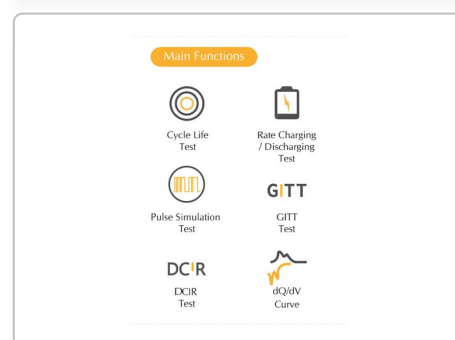 Main Functions
Cycle Life
Test
Rate Charging
/ Discharging
Test
Pulse Simulation
Test
GITT
GITT
Test
DCIR
DCIR
Test
dQ/dV
Curve